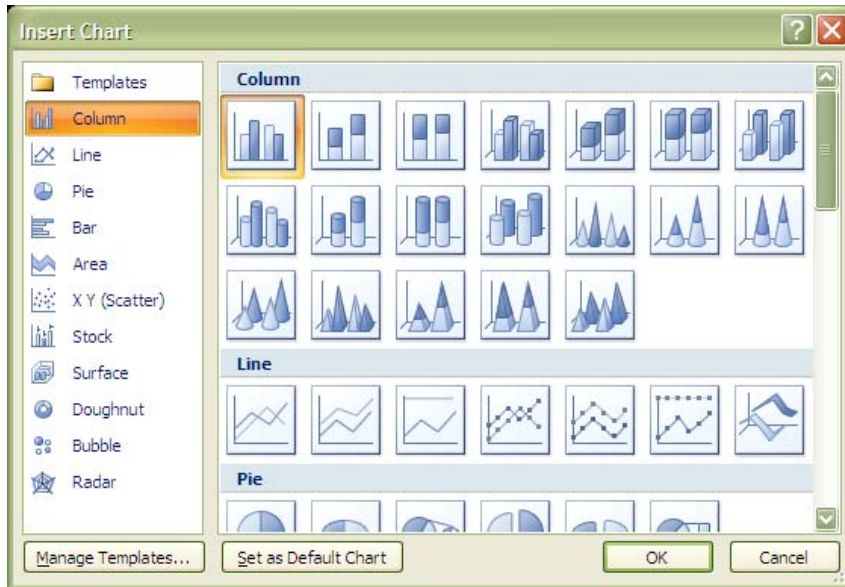 Insert Chart
Templates
Column
Line
Pie
Bar
Area
X Y (Scatter)
Stock
Surface
Doughnut
Bubble
Radar
Column
Line
Pie
Manage Templates...
Set as Default Chart
OK
Cancel